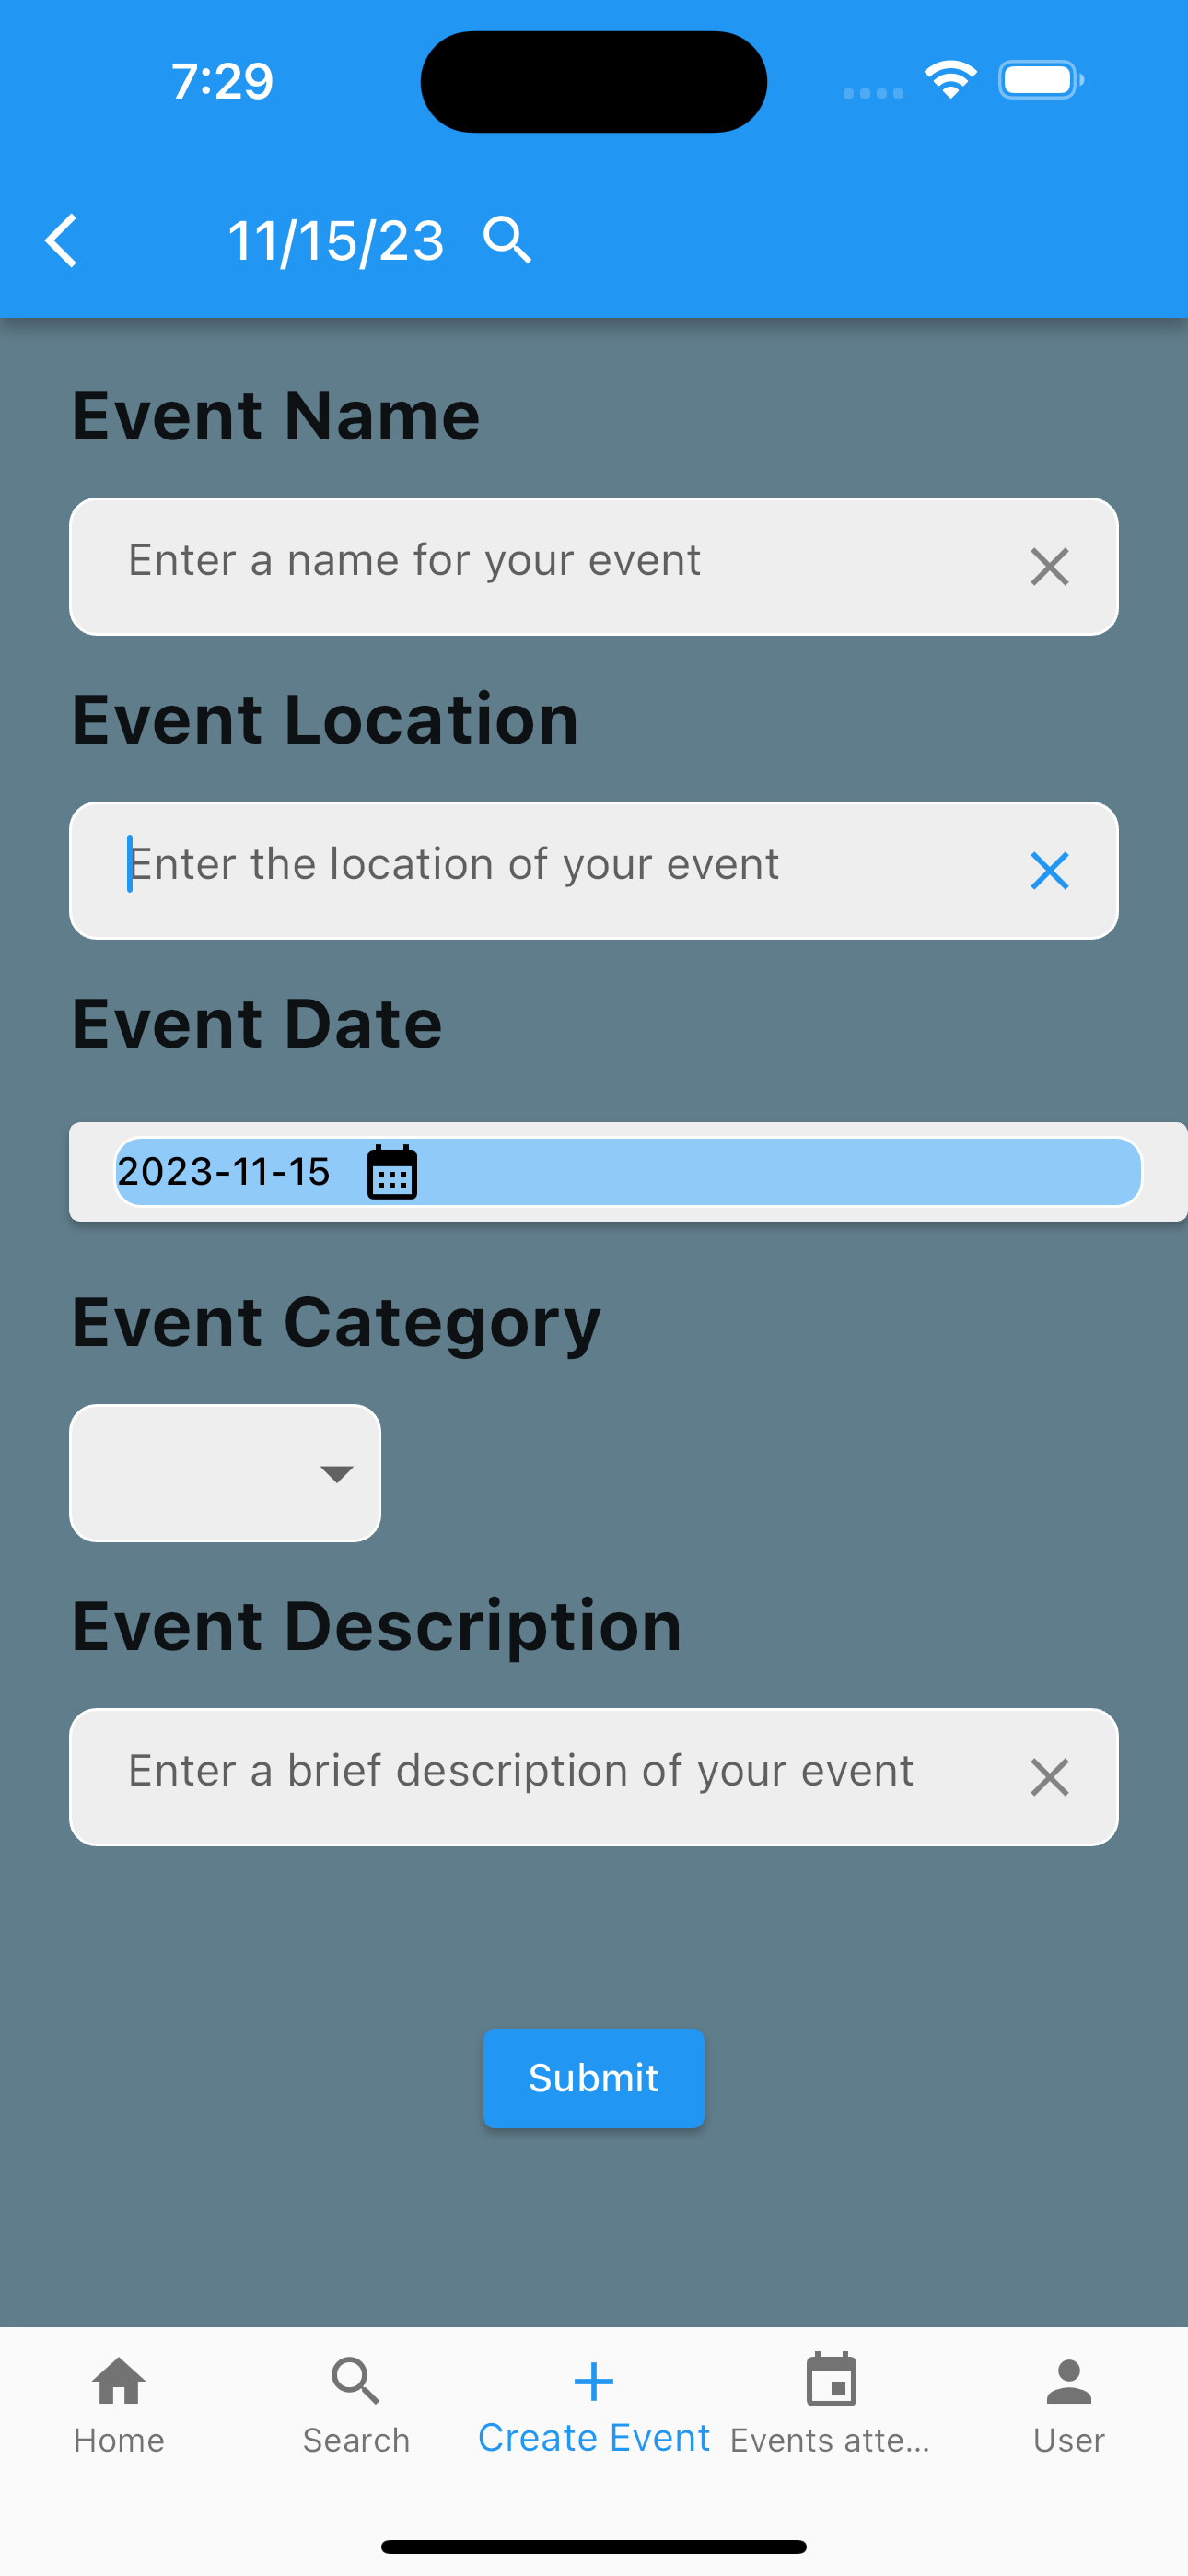 7:29
11/15/23
Event Name
Enter a name for your event
Event Location
Enter the location of your event
Event Date
2023-11-15
Event Category
Event Description
Enter a brief description of your event
Submit
Home Search Create Event Events atte... User